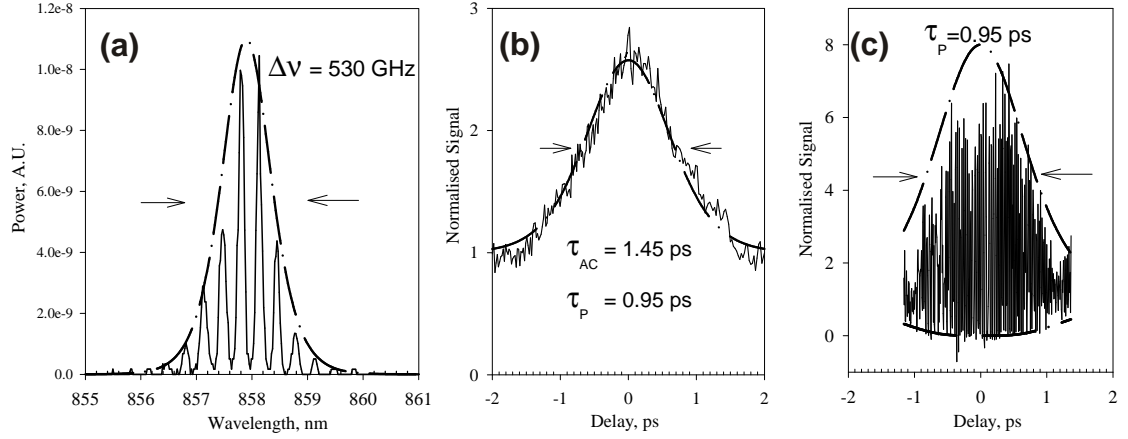 (a)
Δν = 530 GHz
1.2e-8
1.0e-8
8.0e-9
6.0e-9
4.0e-9
2.0e-9
0.0
855 856 857 858 859 860 861
Power, A.U.
Wavelength, nm
(b)
3
2
1
0
-2 -1 0 1 2
Normalised Signal
Delay, ps
τAC = 1.45 ps
τP = 0.95 ps
(c)
τP=0.95 ps
8
6
4
2
0
-2 -1 0 1 2
Normalised Signal
Delay, ps